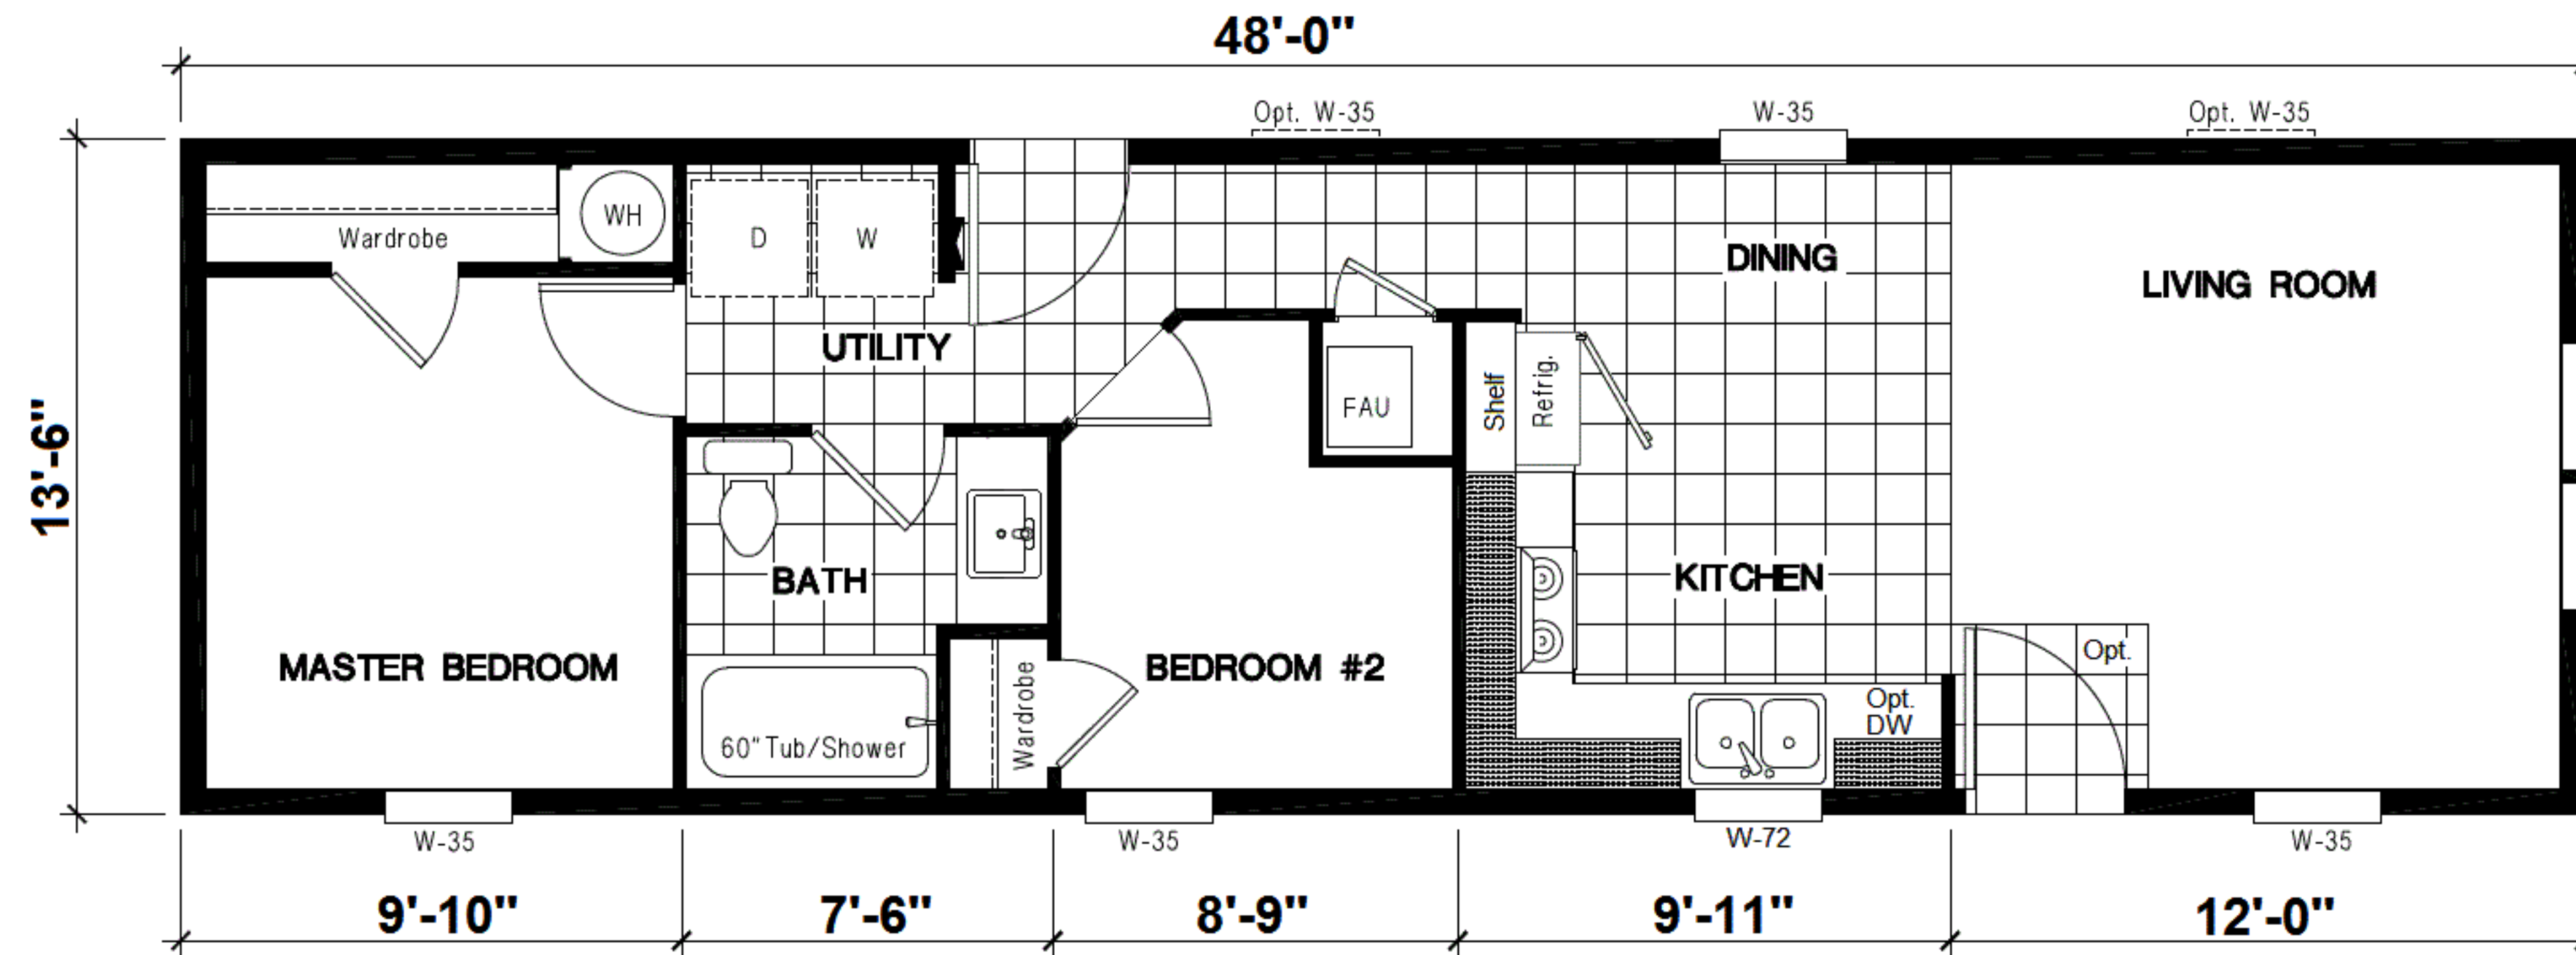 48'-0"
Opt. W-35
W-35
Opt. W-35
WH
Wardrobe
D
W
DINING
LIVING ROOM
UTILITY
Shelf
Refrig.
FAU
13'-6"
BATH
KITCHEN
MASTER BEDROOM
BEDROOM #2
Opt.
Wardrobe
60" Tub/Shower
Opt.
DW
W-35
W-35
W-72
W-35
9'-10"
7'-6"
8'-9"
9'-11"
12'-0"